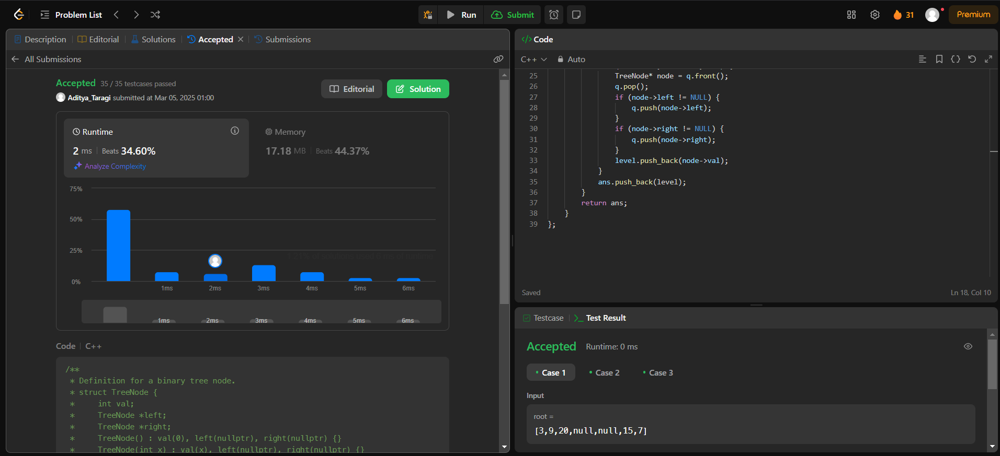 Problem List
Run
Submit
31
Premium
Description
Editorial
Solutions
Accepted
Submissions
All Submissions
Accepted 35 / 35 testcases passed
Aditya_Taragi submitted at Mar 05, 2025 01:00
Editorial
Solution
Runtime
2 ms Beats 34.60%
Analyze Complexity
Memory
17.18 MB Beats 44.37%
75%
50%
25%
0%
1ms 2ms 3ms 4ms 5ms 6ms
1ms 2ms 3ms 4ms 5ms 6ms
Code C++
/**
* Definition for a binary tree node.
* struct TreeNode {
*     int val;
*     TreeNode *left;
*     TreeNode *right;
*     TreeNode() : val(0), left(nullptr), right(nullptr) {}
*     TreeNode(int x) : val(x), left(nullptr), right(nullptr) {}
</> Code
C++ Auto
25 TreeNode* node = q.front();
26 q.pop();
27 if (node->left != NULL) {
28 q.push(node->left);
29 }
30 if (node->right != NULL) {
31 q.push(node->right);
32 }
33 level.push_back(node->val);
34 }
35 ans.push_back(level);
36 }
37 return ans;
38 }
39 };
Saved
Ln 18, Col 10
Testcase
Test Result
Accepted Runtime: 0 ms
Case 1
Case 2
Case 3
Input
root =
[3,9,20,null,null,15,7]